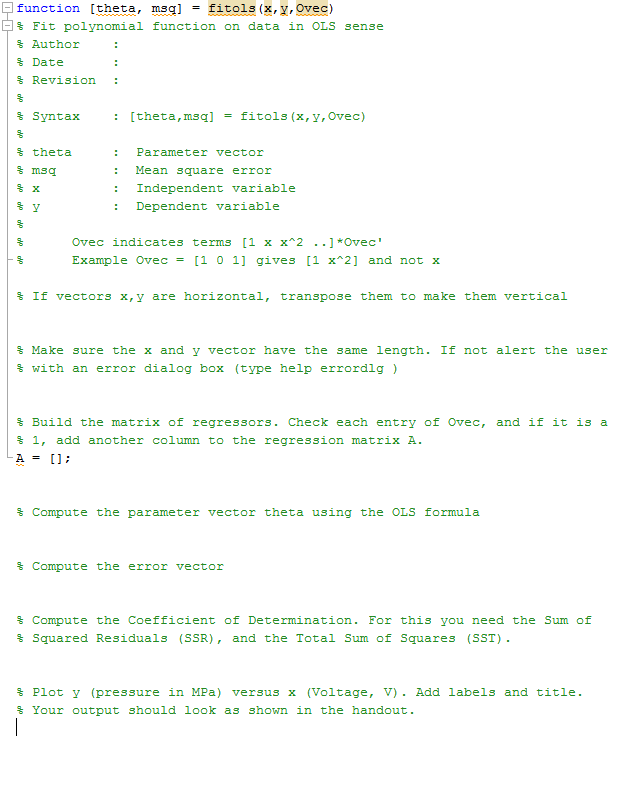 function [theta, msq] = fitols(x,y,Ovec)
% Fit polynomial function on data in OLS sense
% Author    :
% Date      :
% Revision  :
%
% Syntax    : [theta,msq] = fitols(x,y,Ovec)
%
% theta     :  Parameter vector
% msq       :  Mean square error
% x         :  Independent variable
% y         :  Dependent variable
%
%      Ovec indicates terms [1 x x^2 ..]*Ovec'
%      Example Ovec = [1 0 1] gives [1 x^2] and not x
% If vectors x,y are horizontal, transpose them to make them vertical
% Make sure the x and y vector have the same length. If not alert the user
% with an error dialog box (type help errordlg )
% Build the matrix of regressors. Check each entry of Ovec, and if it is a
% 1, add another column to the regression matrix A.
A = [];
% Compute the parameter vector theta using the OLS formula
% Compute the error vector
% Compute the Coefficient of Determination. For this you need the Sum of
% Squared Residuals (SSR), and the Total Sum of Squares (SST).
% Plot y (pressure in MPa) versus x (Voltage, V). Add labels and title.
% Your output should look as shown in the handout.